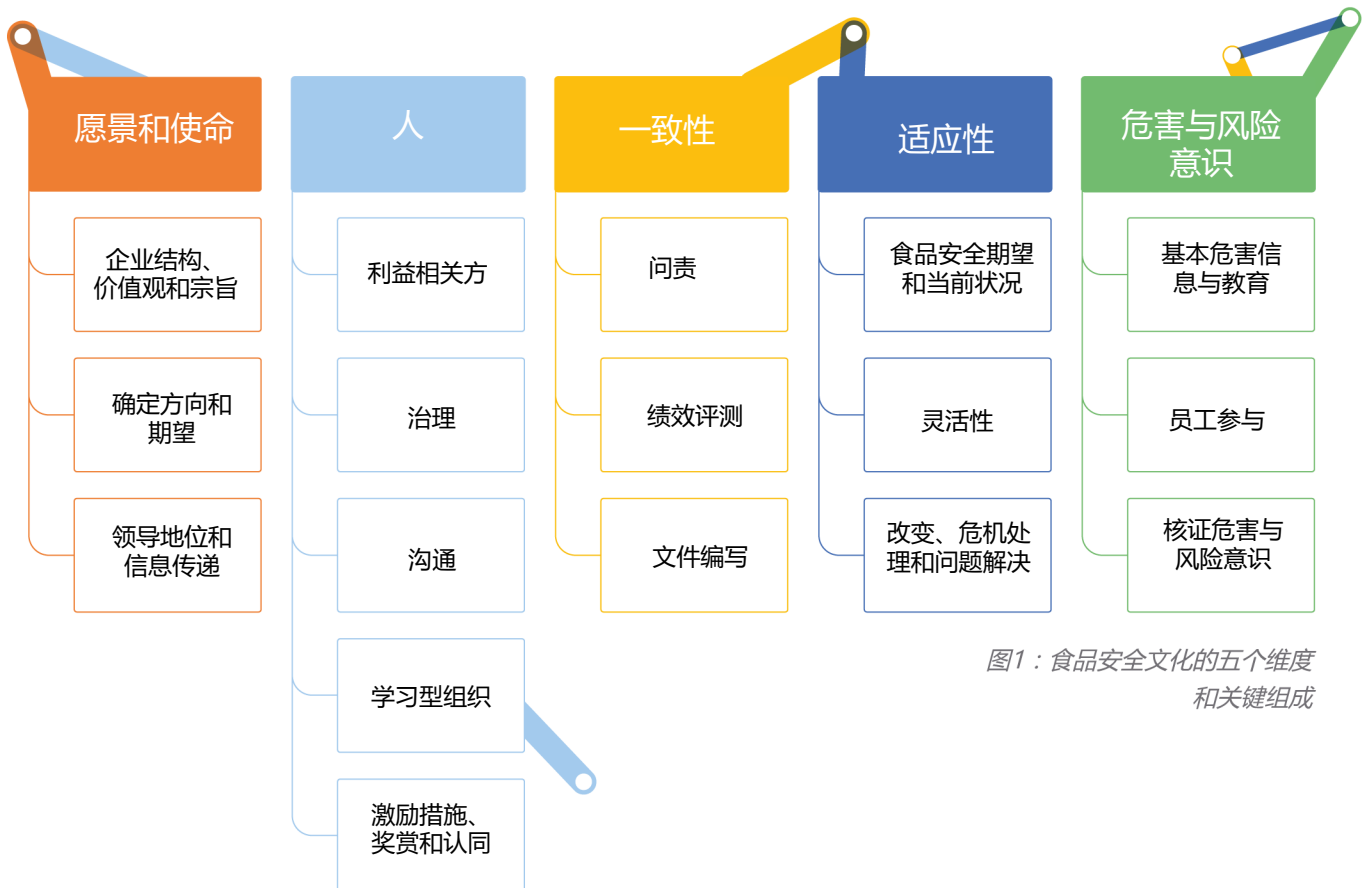 愿景和使命
企业结构、
价值观和宗旨
确定方向和
期望
领导地位和
信息传递
人
利益相关方
治理
沟通
学习型组织
激励措施、
奖赏和认同
一致性
问责
绩效评测
文件编写
适应性
食品安全期望
和当前状况
灵活性
改变、危机处
理和问题解决
危害与风险
意识
基本危害信
息与教育
员工参与
核证危害与
风险意识
图1：食品安全文化的五个维度
和关键组成